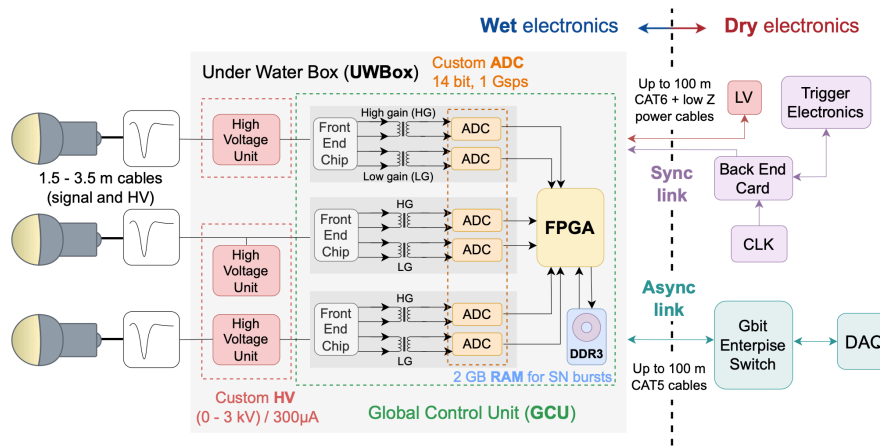 Wet electronics
Dry electronics
Under Water Box (UWBox)
Custom ADC
14 bit, 1 Gsps
Up to 100 m
CAT6 + low Z
power cables
LV
Trigger
Electronics
High
Voltage
Unit
Front
End
Chip
High gain (HG)
Low gain (LG)
ADC
ADC
1.5 - 3.5 m cables
(signal and HV)
Sync
link
Back End
Card
CLK
High
Voltage
Unit
Front
End
Chip
HG
LG
ADC
ADC
FPGA
Async
link
High
Voltage
Unit
Front
End
Chip
HG
LG
ADC
ADC
DDR3
Gbit
Enterpise
Switch
DAQ
2 GB RAM for SN bursts
Up to 100 m
CAT5 cables
Custom HV
(0 - 3 kV) / 300μA
Global Control Unit (GCU)